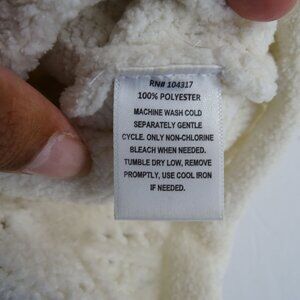 RN# 104317
100% POLYESTER
MACHINE WASH COLD
SEPARATELY GENTLE
CYCLE. ONLY NON-CHLORINE
BLEACH WHEN NEEDED.
TUMBLE DRY LOW, REMOVE
PROMPTLY, USE COOL IRON
IF NEEDED.